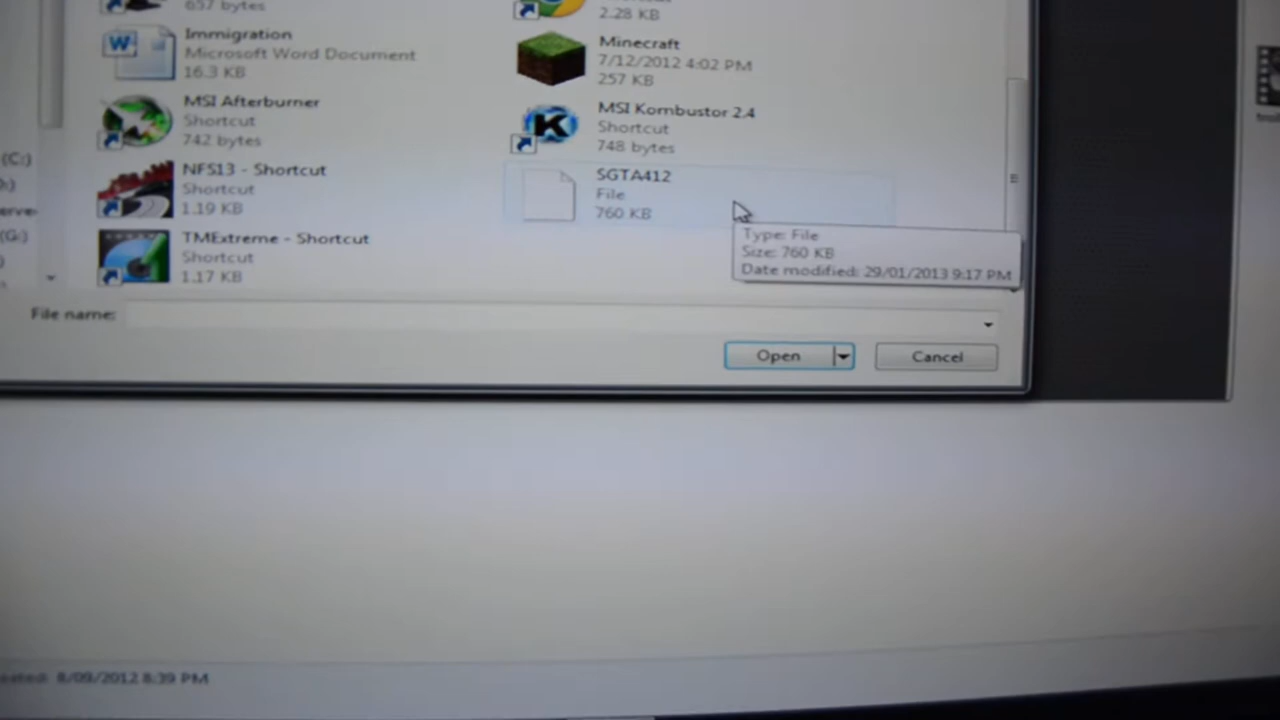 657 bytes
2.28 KB
Immigration
Microsoft Word Document
16.3 KB
Minecraft
7/12/2012 4:02 PM
257 KB
MSI Afterburner
Shortcut
742 bytes
MSI Kombustor 2.4
Shortcut
748 bytes
(C:)
NFS13 - Shortcut
Shortcut
1.19 KB
SGTA412
File
760 KB
(G:)
TMExtreme - Shortcut
Shortcut
1.17 KB
Type: File
Size: 760 KB
Date modified: 29/01/2013 9:17 PM
File name:
Open
Cancel
8/09/2012 8:39 PM